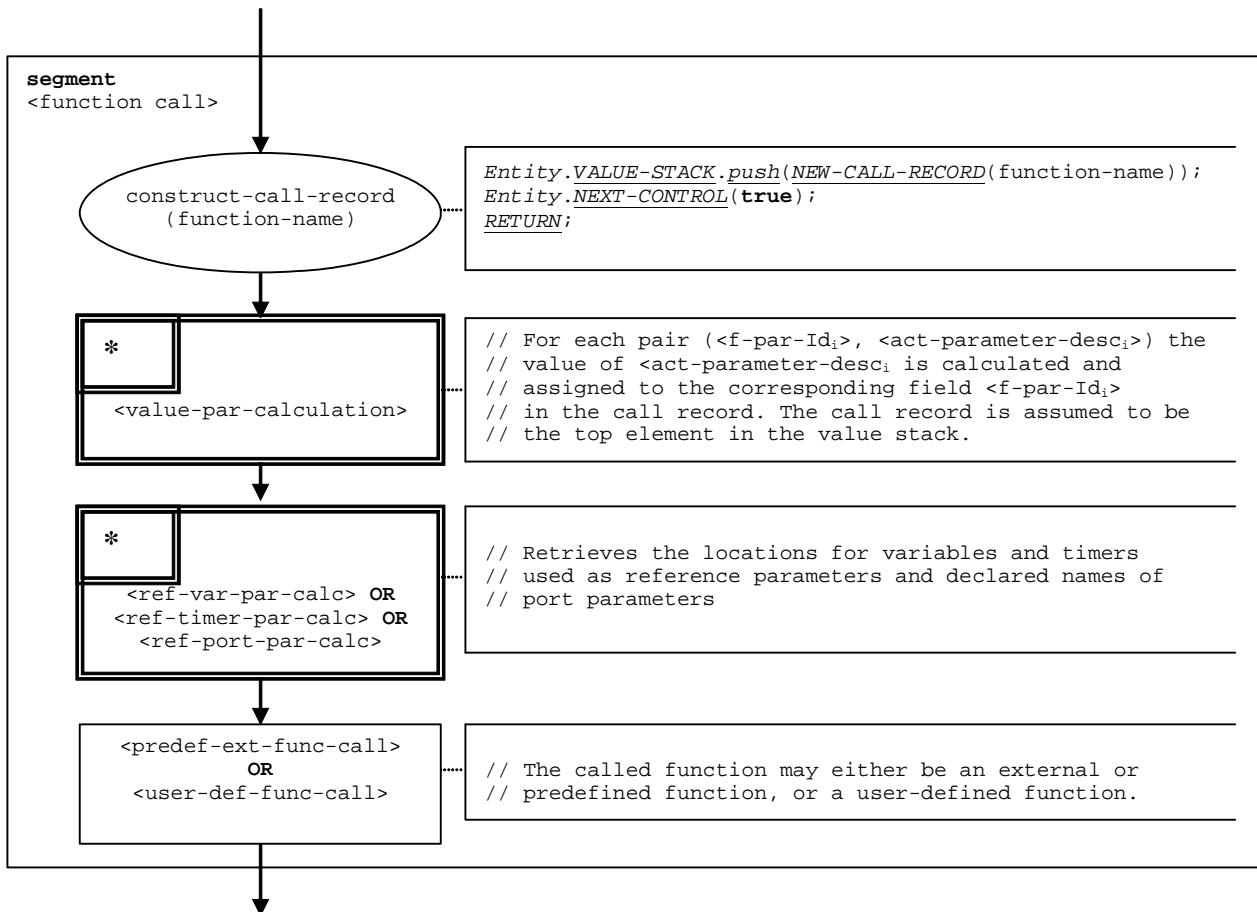 segment
<function call>
construct-call-record
(function-name)
Entity.VALUE-STACK.push(NEW-CALL-RECORD(function-name));
Entity.NEXT-CONTROL(true);
RETURN;
*
<value-par-calculation>
// For each pair (<f-par-Idi>, <act-parameter-desci>) the
// value of <act-parameter-desci is calculated and
// assigned to the corresponding field <f-par-Idi>
// in the call record. The call record is assumed to be
// the top element in the value stack.
*
<ref-var-par-calc> OR
<ref-timer-par-calc> OR
<ref-port-par-calc>
// Retrieves the locations for variables and timers
// used as reference parameters and declared names of
// port parameters
<predef-ext-func-call>
OR
<user-def-func-call>
// The called function may either be an external or
// predefined function, or a user-defined function.